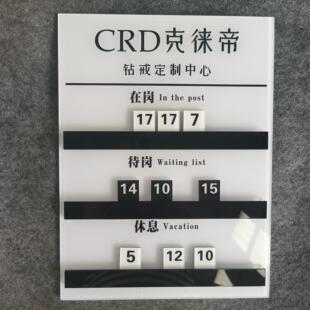 CRD克徕帝
钻戒定制中心
在岗 In the post
17 17 7
待岗 Waiting list
14 10 15
休息 Vacation
5 12 10